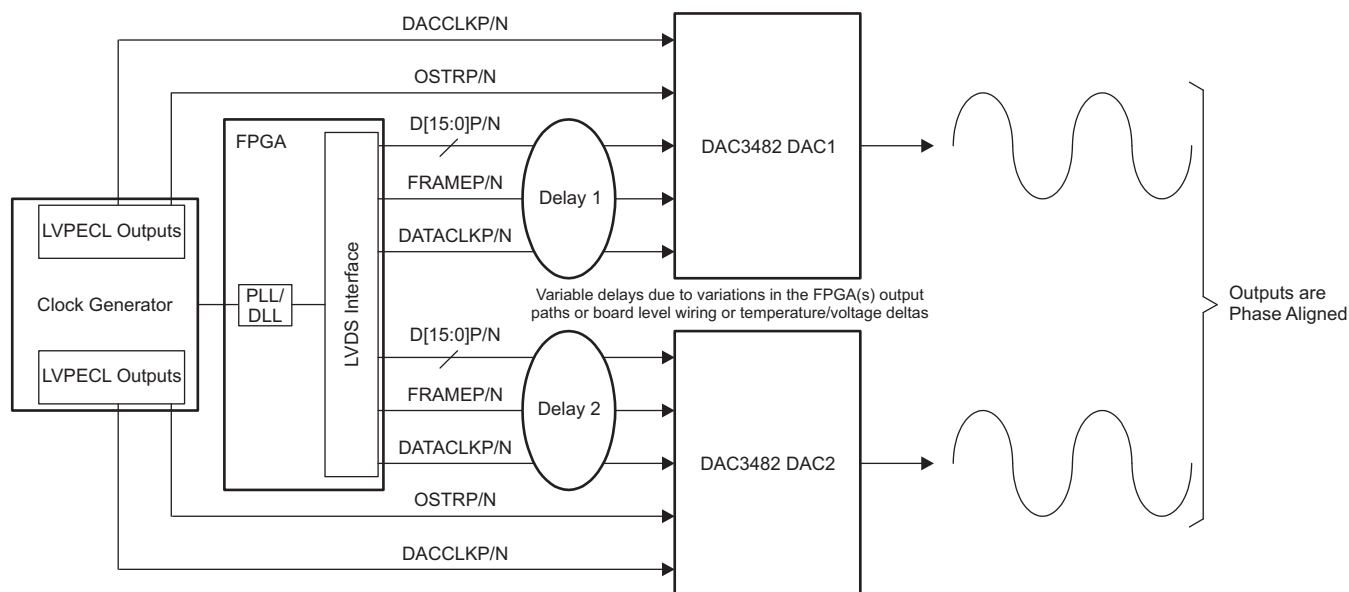 DACCLKP/N
OSTRP/N
D[15:0]P/N
FPGA
DAC3482 DAC1
FRAMEP/N
Delay 1
LVPECL Outputs
DATACLKP/N
Clock Generator
PLL/
DLL
LVDS Interface
Variable delays due to variations in the FPGA(s) output
paths or board level wiring or temperature/voltage deltas
Outputs are
Phase Aligned
D[15:0]P/N
LVPECL Outputs
FRAMEP/N
Delay 2
DATACLKP/N
DAC3482 DAC2
OSTRP/N
DACCLKP/N